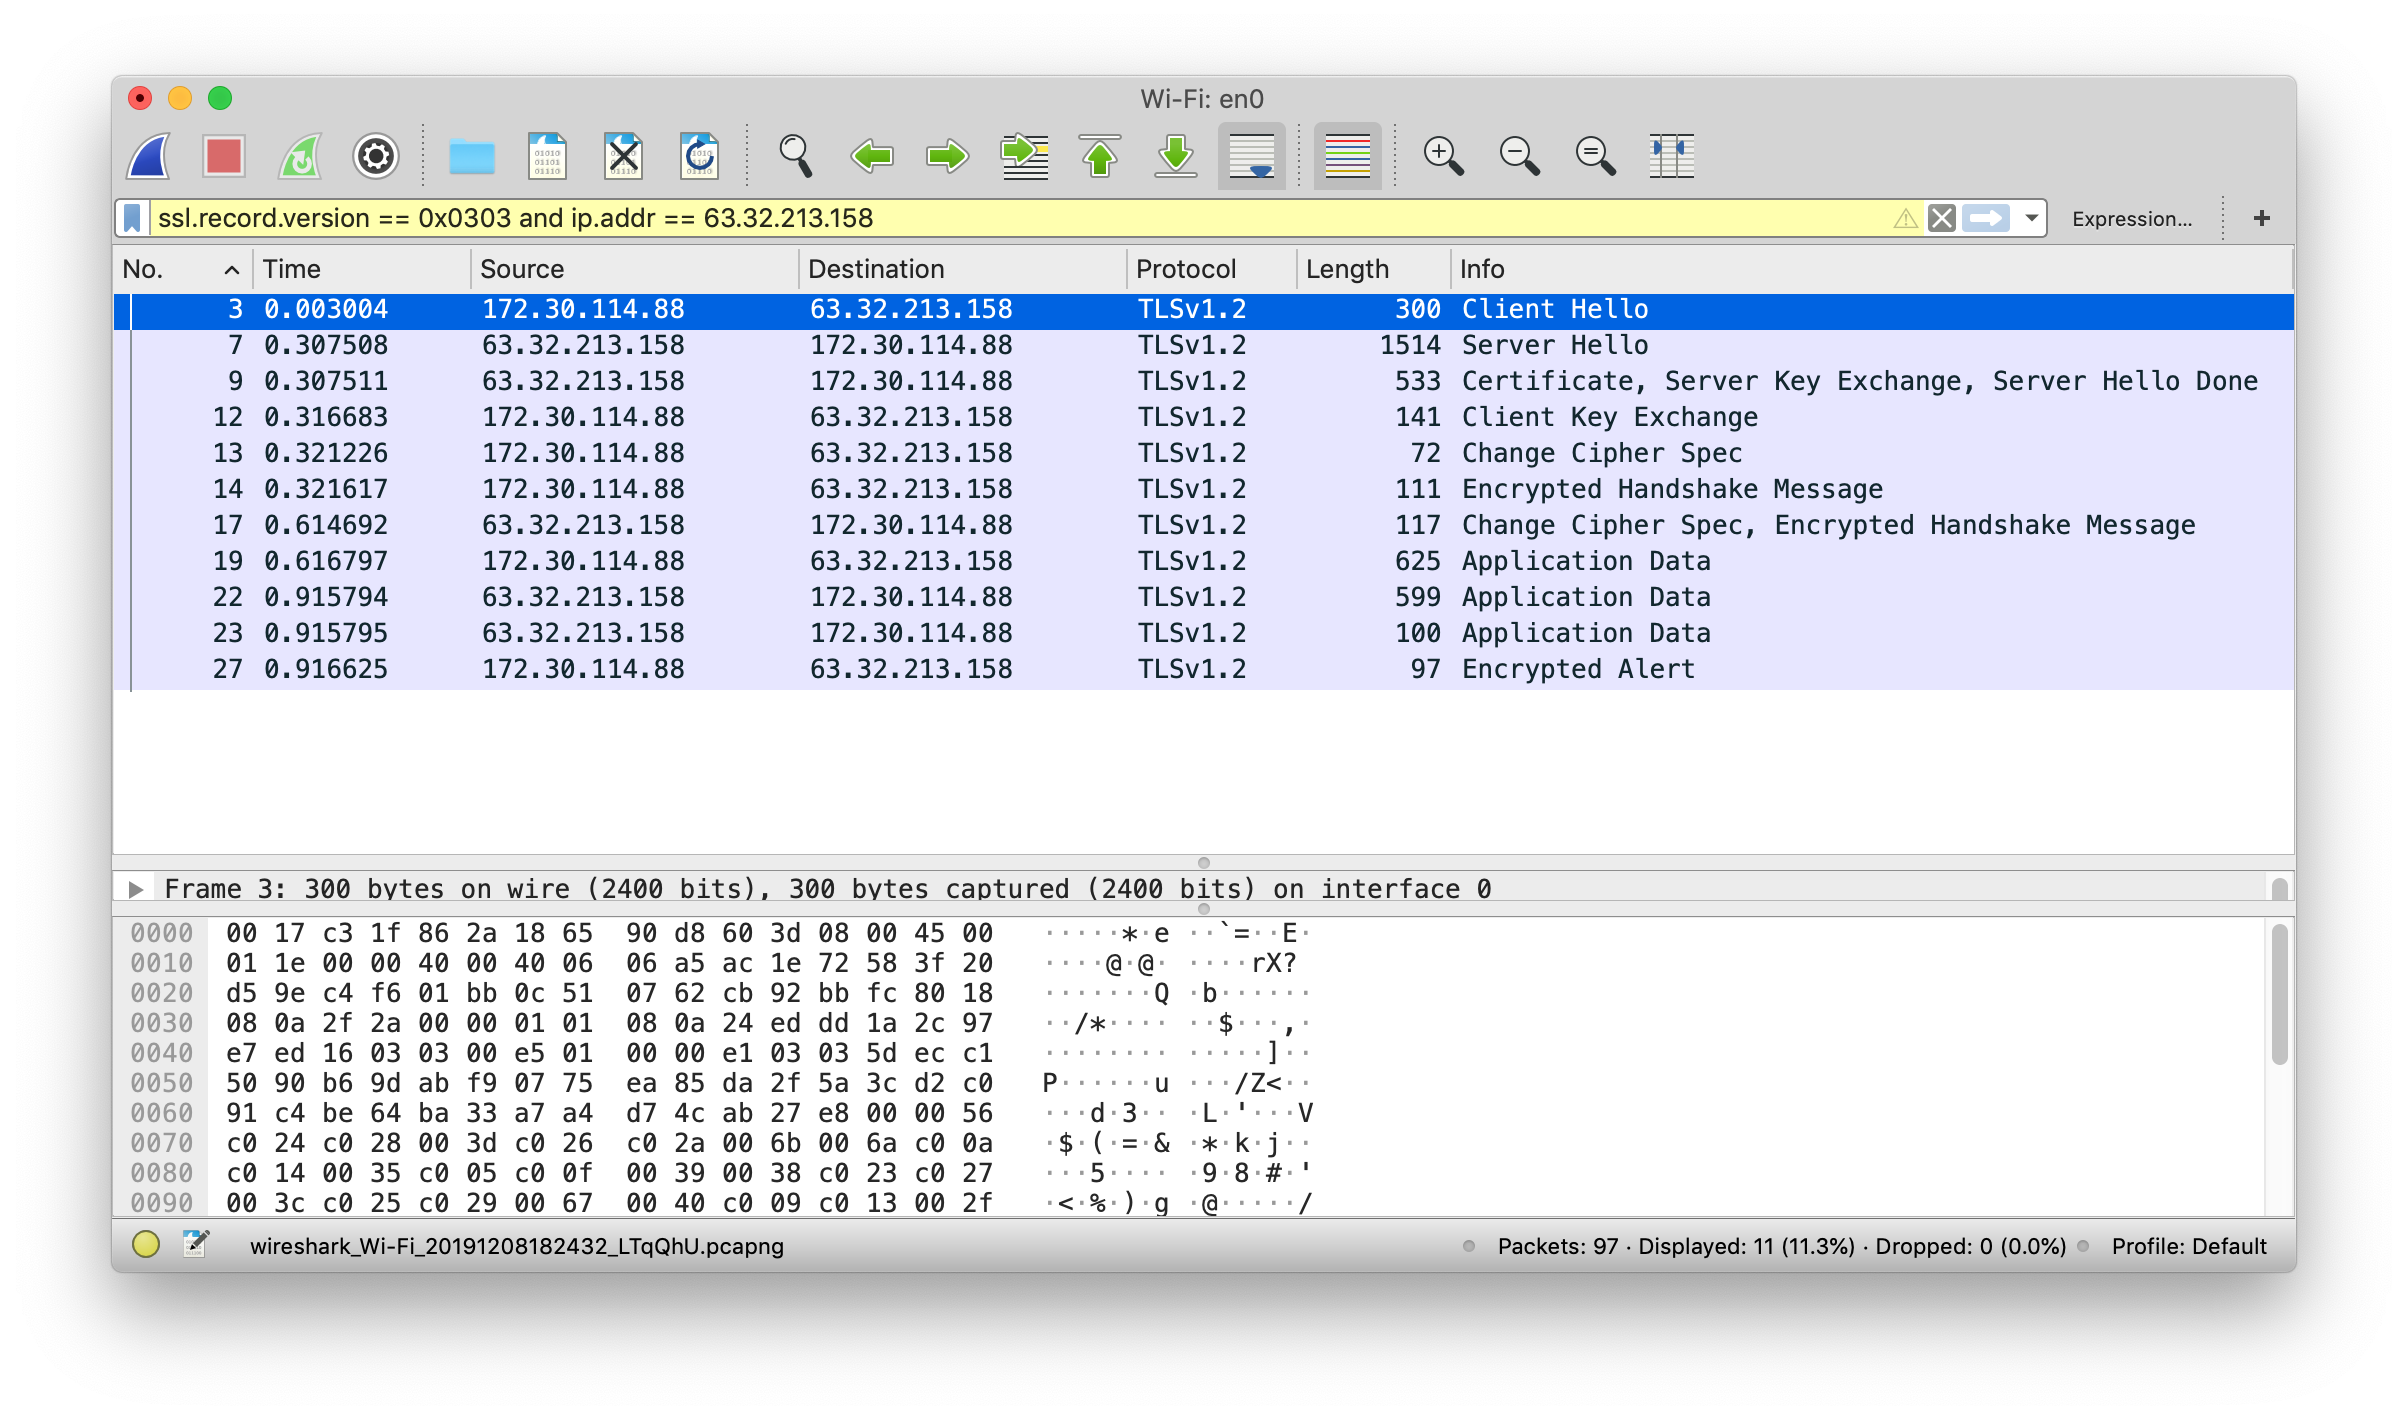 Wi-Fi: en0
ssl.record.version == 0x0303 and ip.addr == 63.32.213.158 Expression... +
No. Time Source Destination Protocol Length Info
3 0.003004 172.30.114.88 63.32.213.158 TLSv1.2 300 Client Hello
7 0.307508 63.32.213.158 172.30.114.88 TLSv1.2 1514 Server Hello
9 0.307511 63.32.213.158 172.30.114.88 TLSv1.2 533 Certificate, Server Key Exchange, Server Hello Done
12 0.316683 172.30.114.88 63.32.213.158 TLSv1.2 141 Client Key Exchange
13 0.321226 172.30.114.88 63.32.213.158 TLSv1.2 72 Change Cipher Spec
14 0.321617 172.30.114.88 63.32.213.158 TLSv1.2 111 Encrypted Handshake Message
17 0.614692 63.32.213.158 172.30.114.88 TLSv1.2 117 Change Cipher Spec, Encrypted Handshake Message
19 0.616797 172.30.114.88 63.32.213.158 TLSv1.2 625 Application Data
22 0.915794 63.32.213.158 172.30.114.88 TLSv1.2 599 Application Data
23 0.915795 63.32.213.158 172.30.114.88 TLSv1.2 100 Application Data
27 0.916625 172.30.114.88 63.32.213.158 TLSv1.2 97 Encrypted Alert
Frame 3: 300 bytes on wire (2400 bits), 300 bytes captured (2400 bits) on interface 0
0000 00 17 c3 1f 86 2a 18 65 90 d8 60 3d 08 00 45 00 ·····*·e ··`=··E·
0010 01 1e 00 00 40 00 40 06 06 a5 ac 1e 72 58 3f 20 ····@·@· ····rX?
0020 d5 9e c4 f6 01 bb 0c 51 07 62 cb 92 bb fc 80 18 ·······Q ·b······
0030 08 0a 2f 2a 00 00 01 01 08 0a 24 ed dd 1a 2c 97 ··/*···· ··$···,·
0040 e7 ed 16 03 03 00 e5 01 00 00 e1 03 03 5d ec c1 ········ ·····]··
0050 50 90 b6 9d ab f9 07 75 ea 85 da 2f 5a 3c d2 c0 P······u ···/Z<··
0060 91 c4 be 64 ba 33 a7 a4 d7 4c ab 27 e8 00 00 56 ···d·3·· ·L·'···V
0070 c0 24 c0 28 00 3d c0 26 c0 2a 00 6b 00 6a c0 0a ·$·(·=·& ·*·k·j··
0080 c0 14 00 35 c0 05 c0 0f 00 39 00 38 c0 23 c0 27 ···5···· ·9·8·#·'
0090 00 3c c0 25 c0 29 00 67 00 40 c0 09 c0 13 00 2f ·<·%·)·g ·@·····/
wireshark_Wi-Fi_20191208182432_LTqQhU.pcapng Packets: 97 · Displayed: 11 (11.3%) · Dropped: 0 (0.0%) Profile: Default